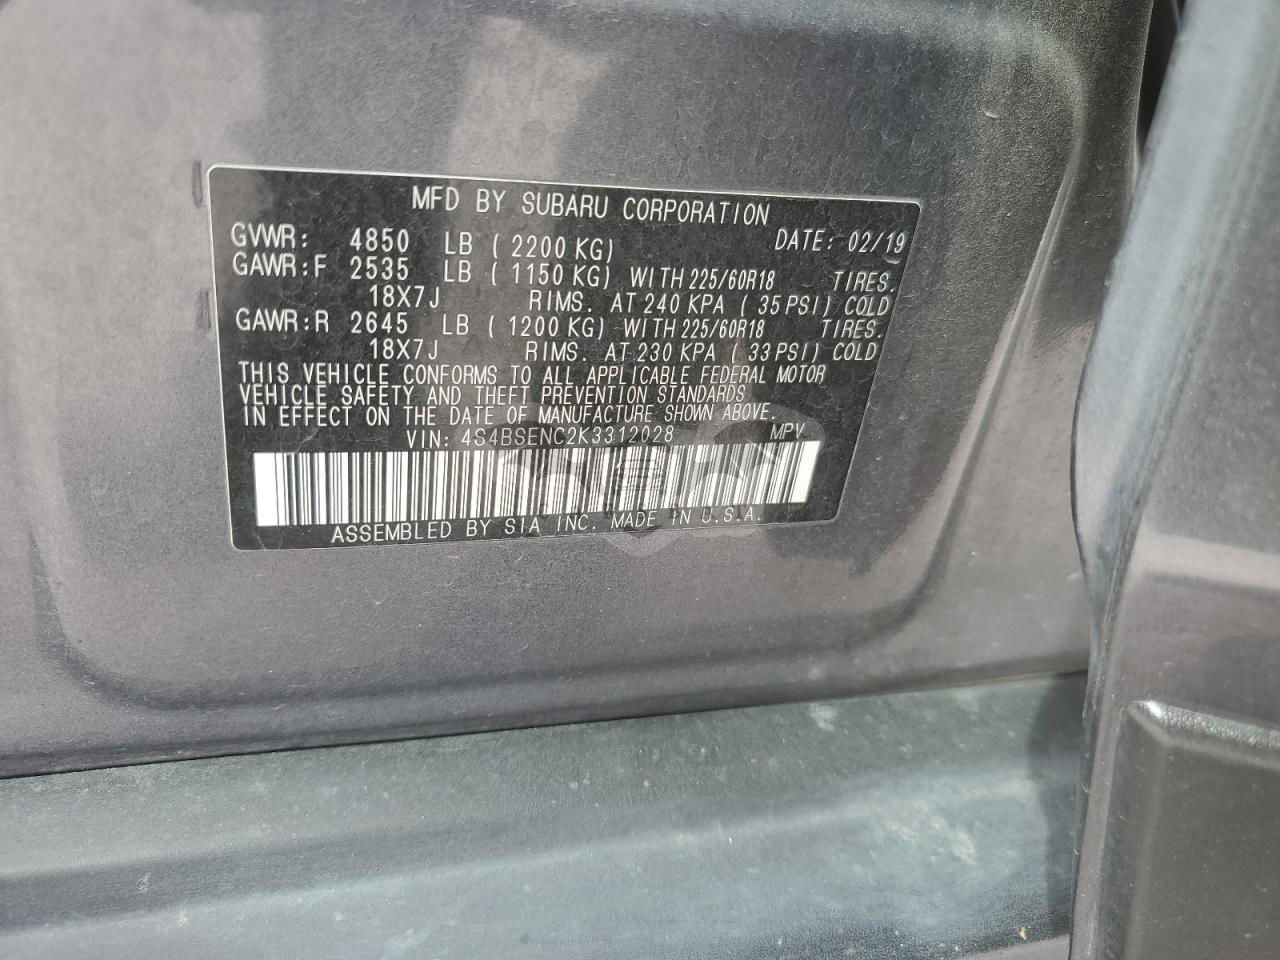 MFD BY SUBARU CORPORATION
GVWR: 4850 LB ( 2200 KG) DATE: 02/19
GAWR:F 2535 LB ( 1150 KG) WITH 225/60R18 TIRES.
18X7J RIMS. AT 240 KPA ( 35 PSI) COLD
GAWR:R 2645 LB ( 1200 KG) WITH 225/60R18 TIRES.
18X7J RIMS. AT 230 KPA ( 33 PSI) COLD
THIS VEHICLE CONFORMS TO ALL APPLICABLE FEDERAL MOTOR
VEHICLE SAFETY AND THEFT PREVENTION STANDARDS
IN EFFECT ON THE DATE OF MANUFACTURE SHOWN ABOVE.
VIN: 4S4BSENC2K3312028 MPV
ASSEMBLED BY SIA INC. MADE IN U.S.A.